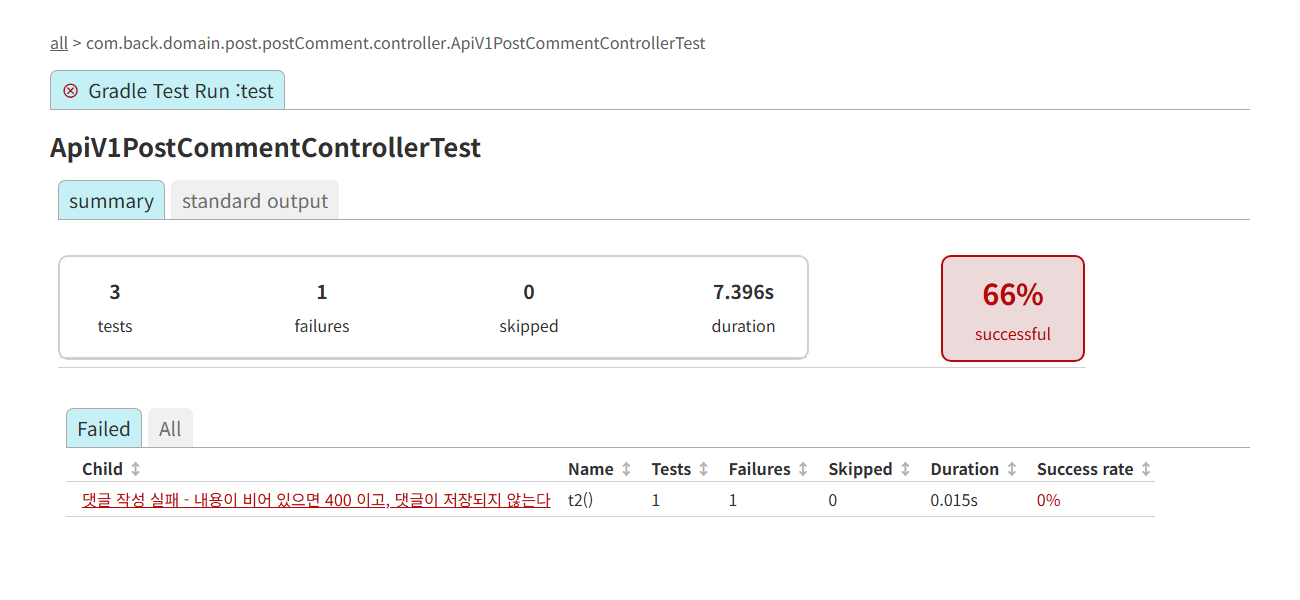 all > com.back.domain.post.postComment.controller.ApiV1PostCommentControllerTest
Gradle Test Run :test
ApiV1PostCommentControllerTest
summary standard output
3 1 0 7.396s 66%
tests failures skipped duration successful
Failed All
Child Name Tests Failures Skipped Duration Success rate
댓글 작성 실패 - 내용이 비어 있으면 400 이고, 댓글이 저장되지 않는다 t2() 1 1 0 0.015s 0%